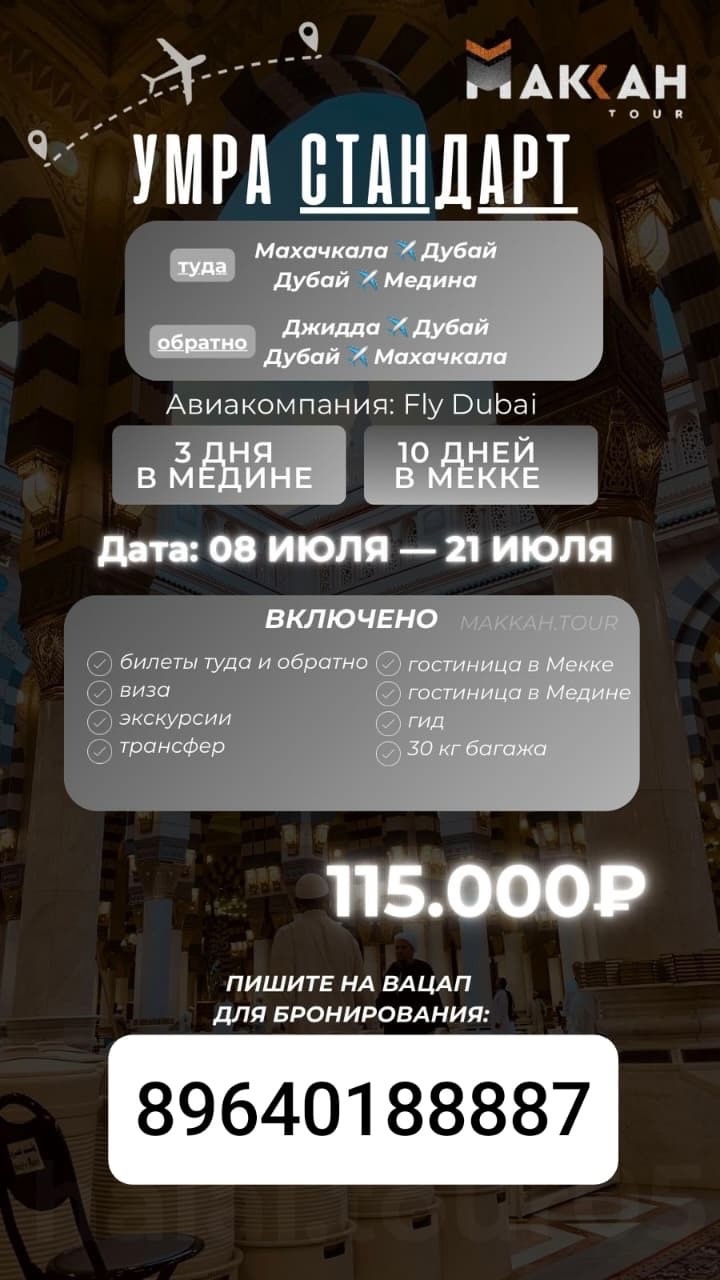 МАККАН
TOUR
УМРА СТАНДАРТ
туда
Махачкала ✈️ Дубай
Дубай ✈️ Медина
обратно
Джидда ✈️ Дубай
Дубай ✈️ Махачкала
Авиакомпания: Fly Dubai
3 ДНЯ
В МЕДИНЕ
10 ДНЕЙ
В МЕККЕ
Дата: 08 ИЮЛЯ — 21 ИЮЛЯ
ВКЛЮЧЕНО
MAKKAH.TOUR
билеты туда и обратно
виза
экскурсии
трансфер
гостиница в Мекке
гостиница в Медине
гид
30 кг багажа
115.000₽
ПИШИТЕ НА ВАЦАП
ДЛЯ БРОНИРОВАНИЯ:
89640188887